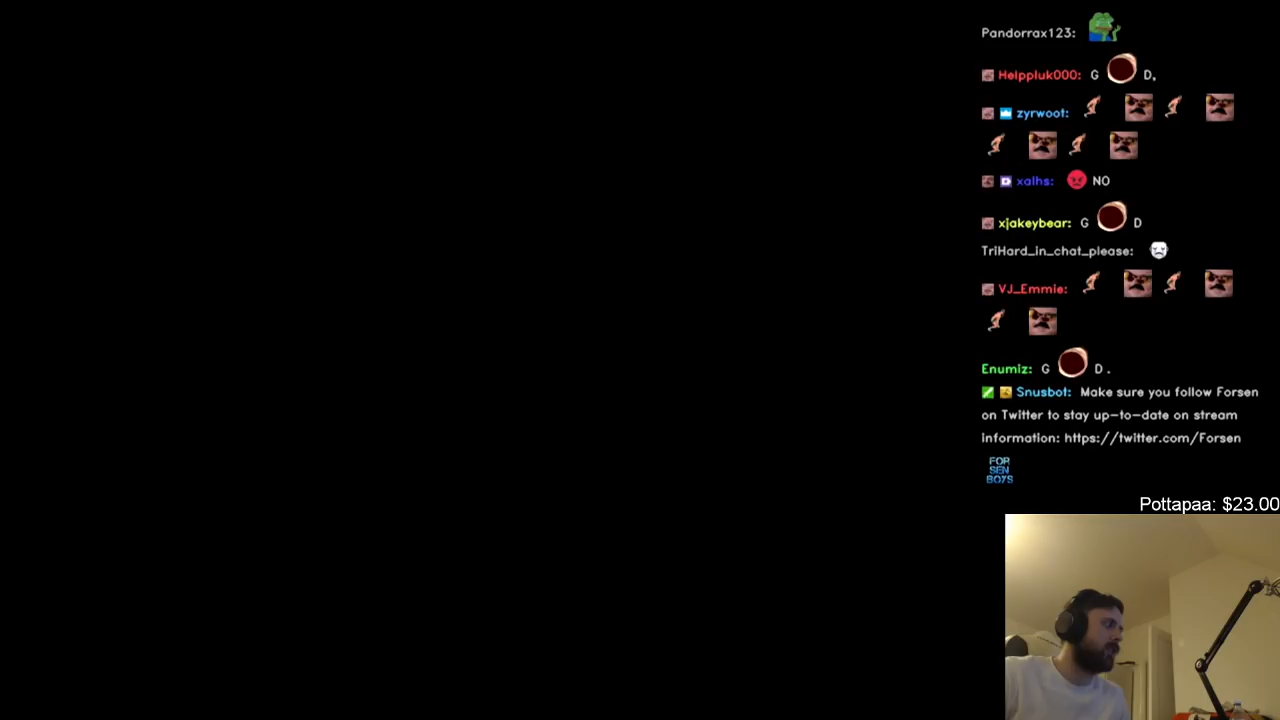 Pandorrax123:
Helppluk000: G D,
zyrwoot:
xalhs: NO
xjakeybear: G D
TriHard_in_chat_please:
VJ_Emmie:
Enumiz: G D .
Snusbot: Make sure you follow Forsen
on Twitter to stay up-to-date on stream
information: https://twitter.com/Forsen
FOR
SEN
BOYS
Pottapaa: $23.00